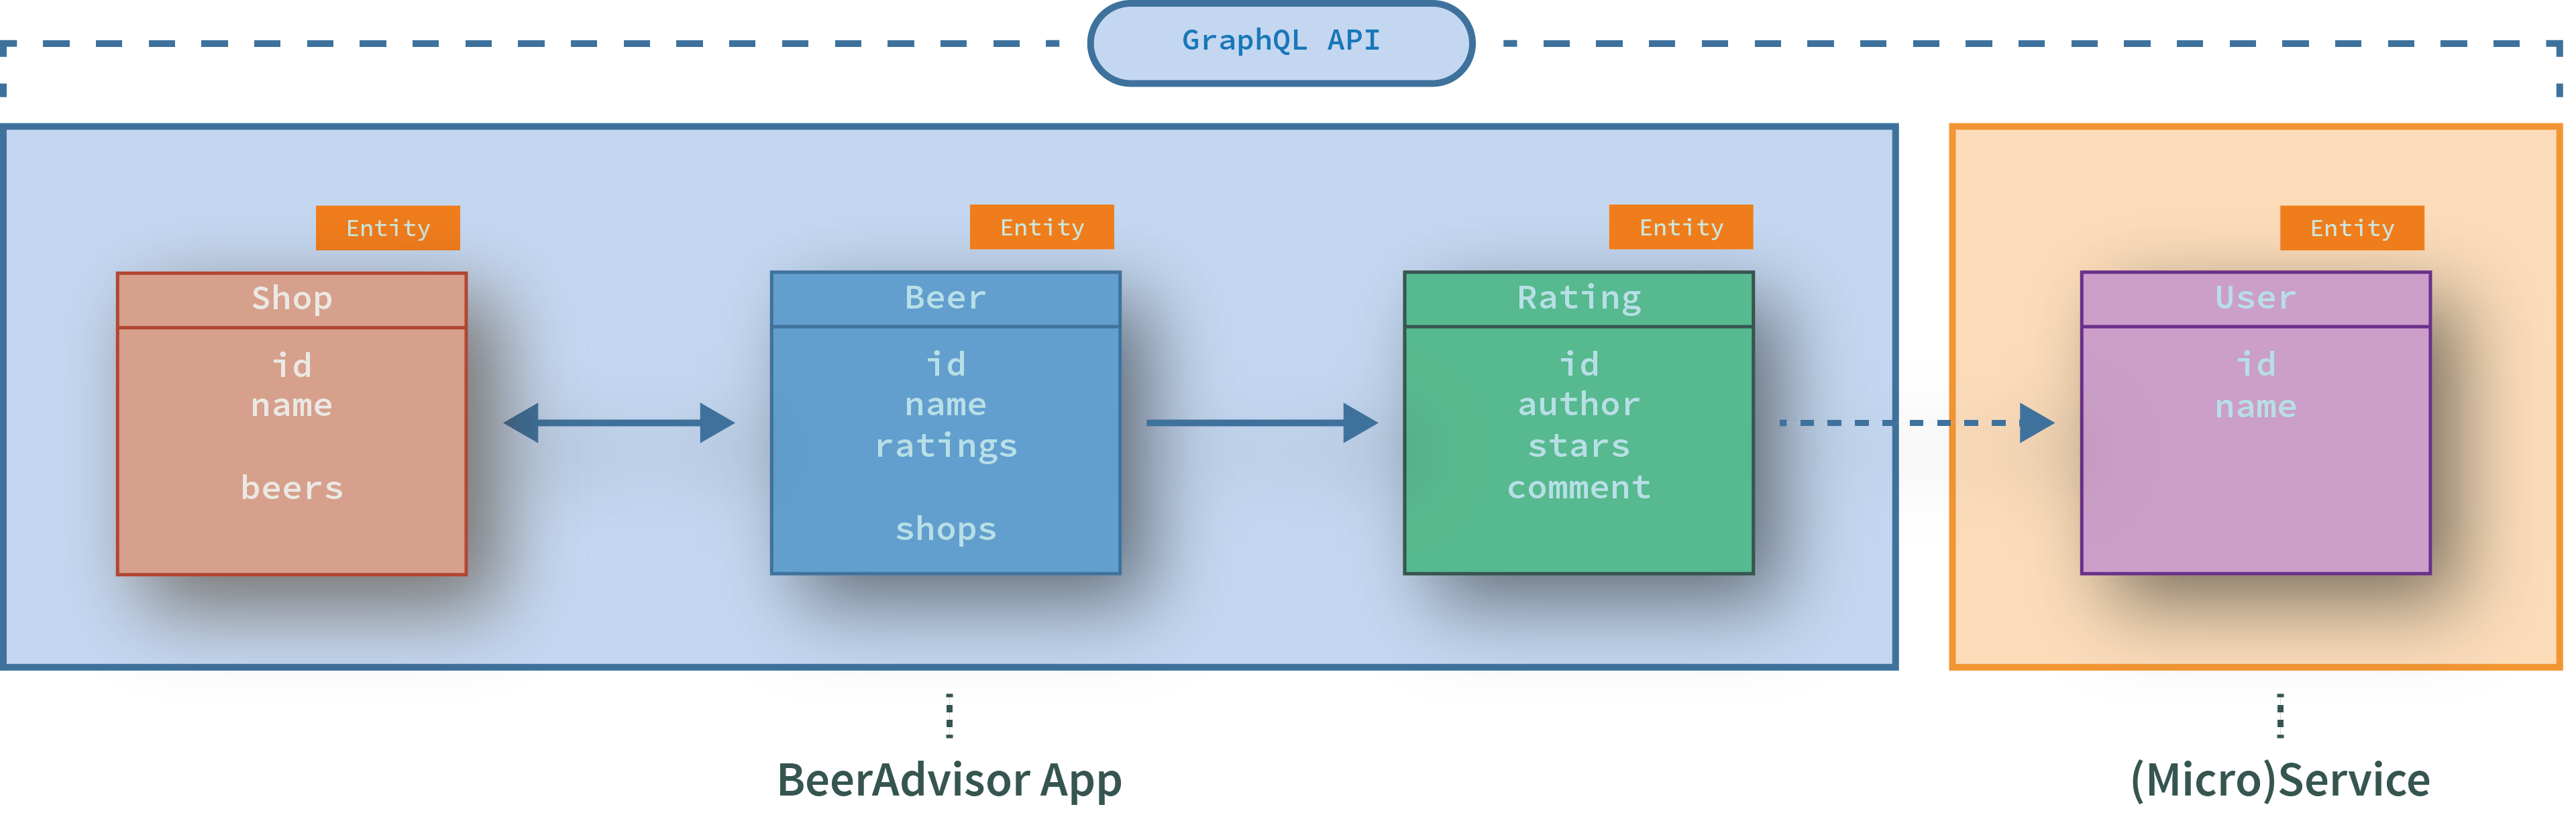 GraphQL API
Entity
Shop
id
name
beers
Entity
Beer
id
name
ratings
shops
Entity
Rating
id
author
stars
comment
Entity
User
id
name
BeerAdvisor App
(Micro)Service